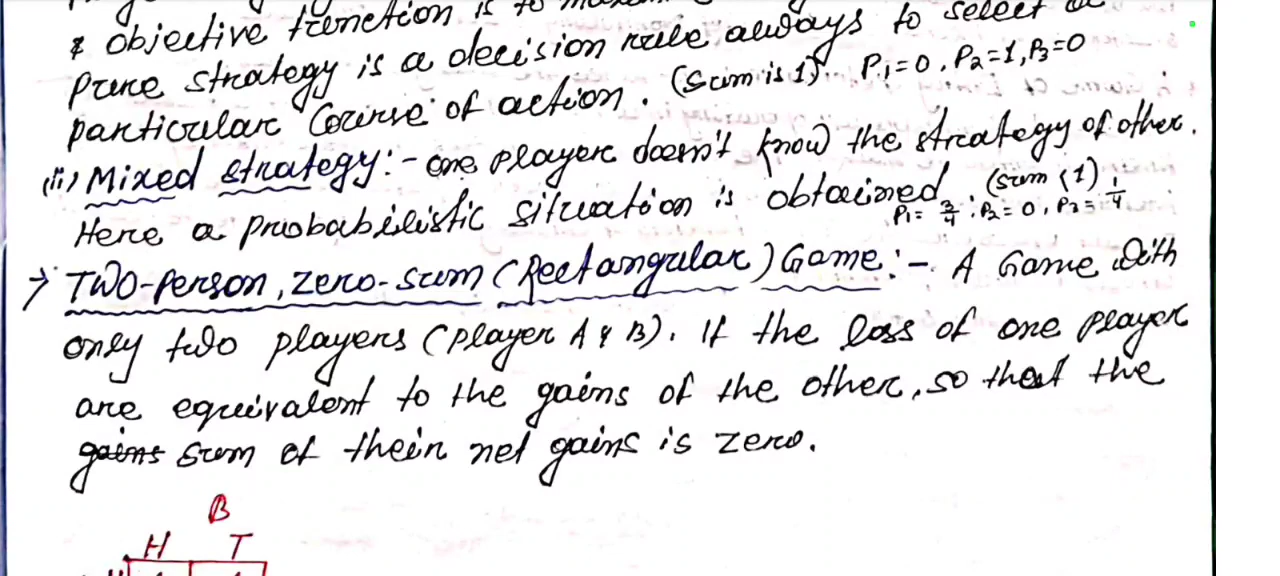 & objective function is to
Pure strategy is a decision rule always to select a
particular 'Course' of action. (Sum is 1) P1=0, P2=1, P3=0
(ii) Mixed strategy:- one player doesn't know the strategy of other.
Here a probabilistic situation is obtained. (sum (1)
P1= 3/4, P2=0, P3= 1/4
→ TWO-Person, zero-sum (Rectangular) Game:- A Game with
only two players (player A & B). If the loss of one player
are equivalent to the gains of the other, so that the
gains sum of their net gains is zero.
B
H T